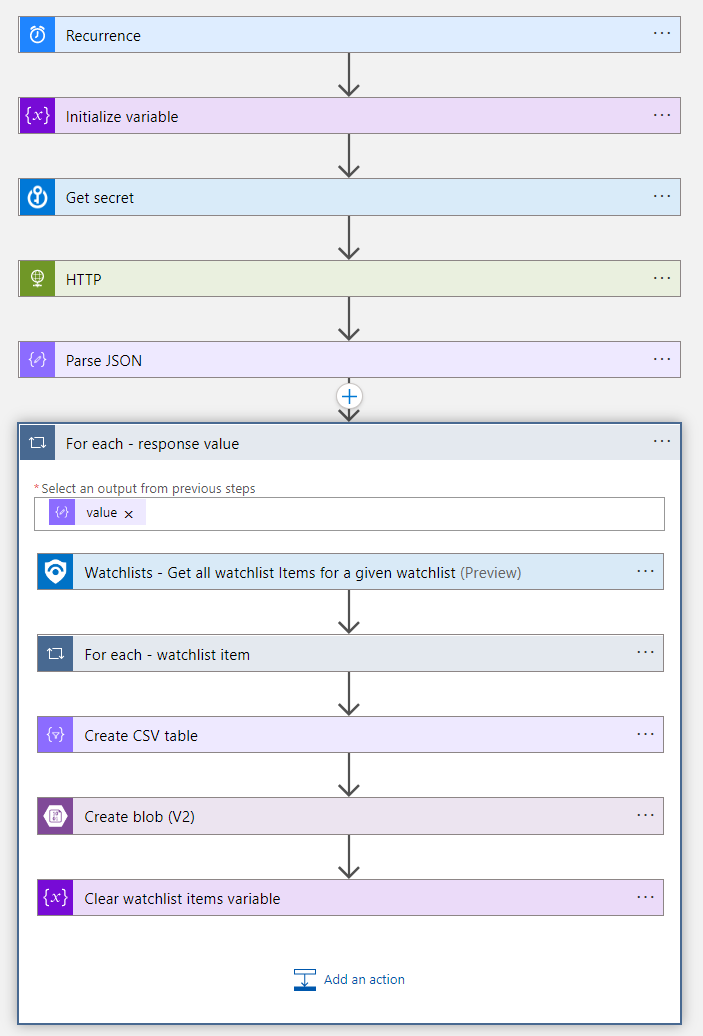 Recurrence
Initialize variable
Get secret
HTTP
Parse JSON
For each - response value
* Select an output from previous steps
value ×
Watchlists - Get all watchlist Items for a given watchlist (Preview)
For each - watchlist item
Create CSV table
Create blob (V2)
Clear watchlist items variable
Add an action